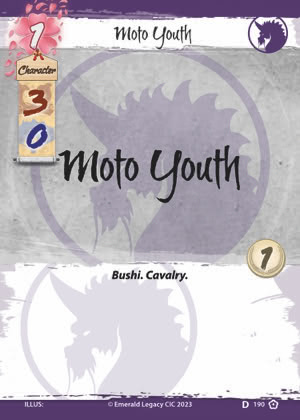 1
Moto Youth
Character
3
0
Moto Youth
1
Bushi. Cavalry.
ILLUS:
© Emerald Legacy CIC 2023
D 190